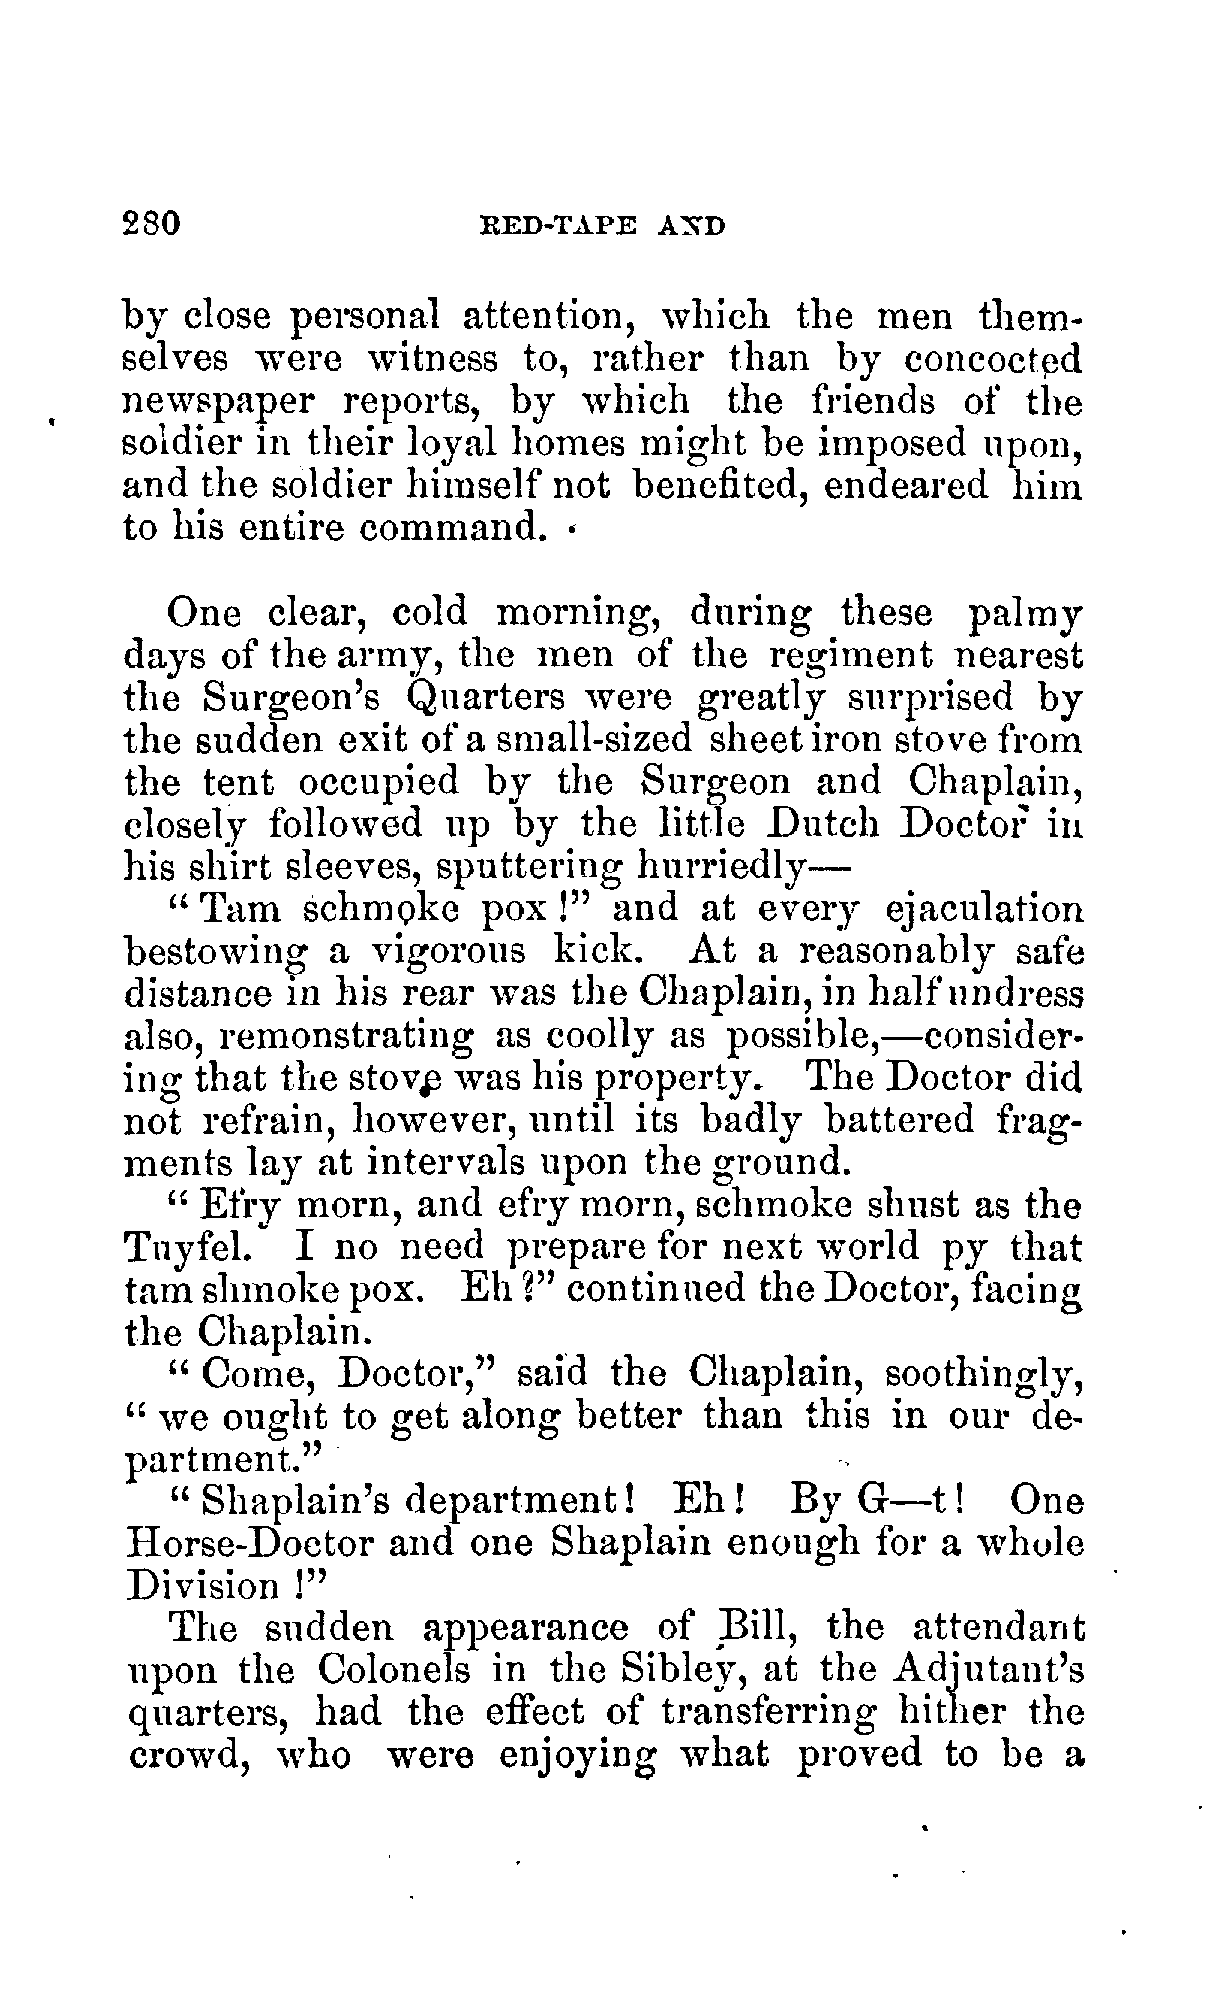 280 RED-TAPE AND
by close personal attention, which the men them-
selves were witness to, rather than by concocted
newspaper reports, by which the friends of the
soldier in their loyal homes might be imposed upon,
and the soldier himself not benefited, endeared him
to his entire command.
One clear, cold morning, during these palmy
days of the army, the men of the regiment nearest
the Surgeon's Quarters were greatly surprised by
the sudden exit of a small-sized sheet iron stove from
the tent occupied by the Surgeon and Chaplain,
closely followed up by the little Dutch Doctor in
his shirt sleeves, sputtering hurriedly—
"Tam schmoke pox!" and at every ejaculation
bestowing a vigorous kick. At a reasonably safe
distance in his rear was the Chaplain, in half undress
also, remonstrating as coolly as possible,—consider-
ing that the stove was his property. The Doctor did
not refrain, however, until its badly battered frag-
ments lay at intervals upon the ground.
"Efry morn, and efry morn, schmoke shust as the
Tuyfel. I no need prepare for next world py that
tam shmoke pox. Eh?" continued the Doctor, facing
the Chaplain.
"Come, Doctor," said the Chaplain, soothingly,
"we ought to get along better than this in our de-
partment."
"Shaplain's department! Eh! By G—t! One
Horse-Doctor and one Shaplain enough for a whole
Division!"
The sudden appearance of Bill, the attendant
upon the Colonels in the Sibley, at the Adjutant's
quarters, had the effect of transferring hither the
crowd, who were enjoying what proved to be a